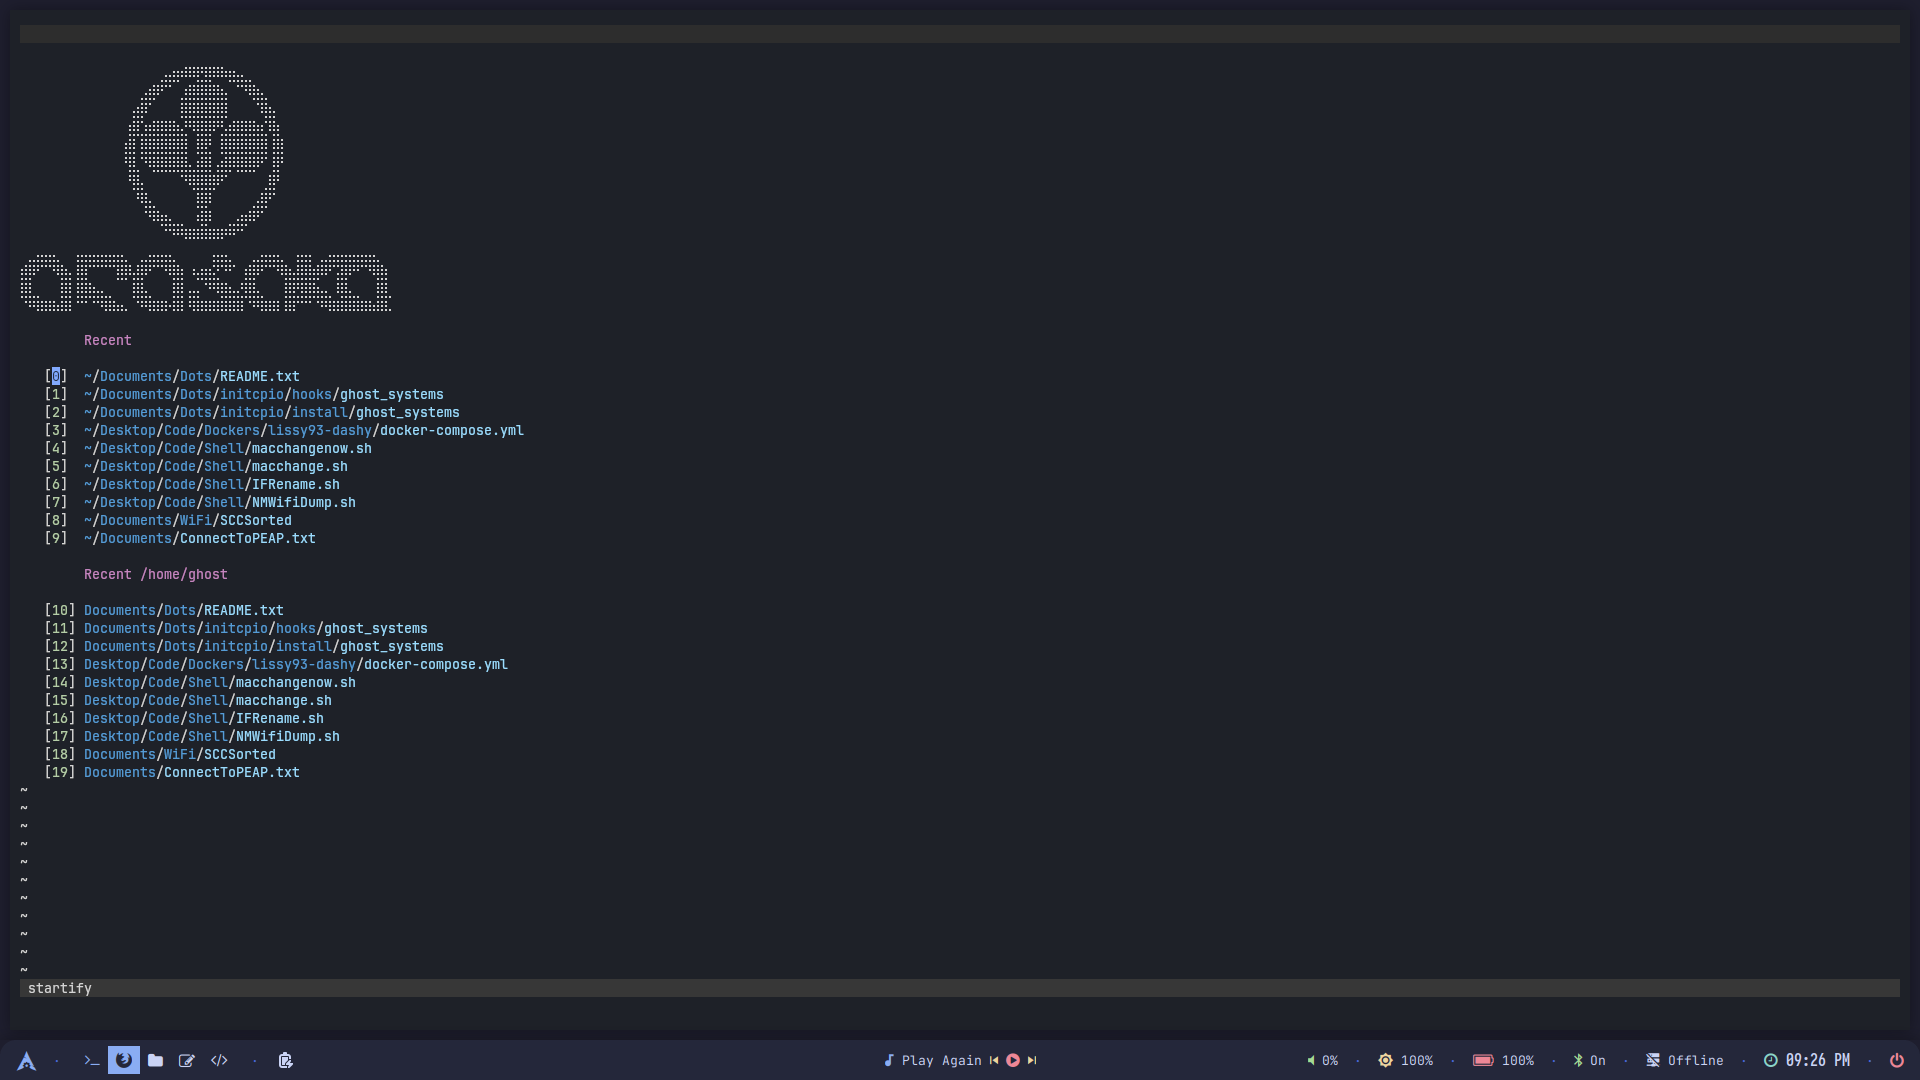 arasaka
Recent
[0] ~/Documents/Dots/README.txt
[1] ~/Documents/Dots/initcpio/hooks/ghost_systems
[2] ~/Documents/Dots/initcpio/install/ghost_systems
[3] ~/Desktop/Code/Dockers/lissy93-dashy/docker-compose.yml
[4] ~/Desktop/Code/Shell/macchangenow.sh
[5] ~/Desktop/Code/Shell/macchange.sh
[6] ~/Desktop/Code/Shell/IFRename.sh
[7] ~/Desktop/Code/Shell/NMWifiDump.sh
[8] ~/Documents/WiFi/SCCSorted
[9] ~/Documents/ConnectToPEAP.txt
Recent /home/ghost
[10] Documents/Dots/README.txt
[11] Documents/Dots/initcpio/hooks/ghost_systems
[12] Documents/Dots/initcpio/install/ghost_systems
[13] Desktop/Code/Dockers/lissy93-dashy/docker-compose.yml
[14] Desktop/Code/Shell/macchangenow.sh
[15] Desktop/Code/Shell/macchange.sh
[16] Desktop/Code/Shell/IFRename.sh
[17] Desktop/Code/Shell/NMWifiDump.sh
[18] Documents/WiFi/SCCSorted
[19] Documents/ConnectToPEAP.txt
~
~
~
~
~
~
~
~
~
~
~
startify
Play Again 0% · 100% · 100% · On · Offline · 09:26 PM